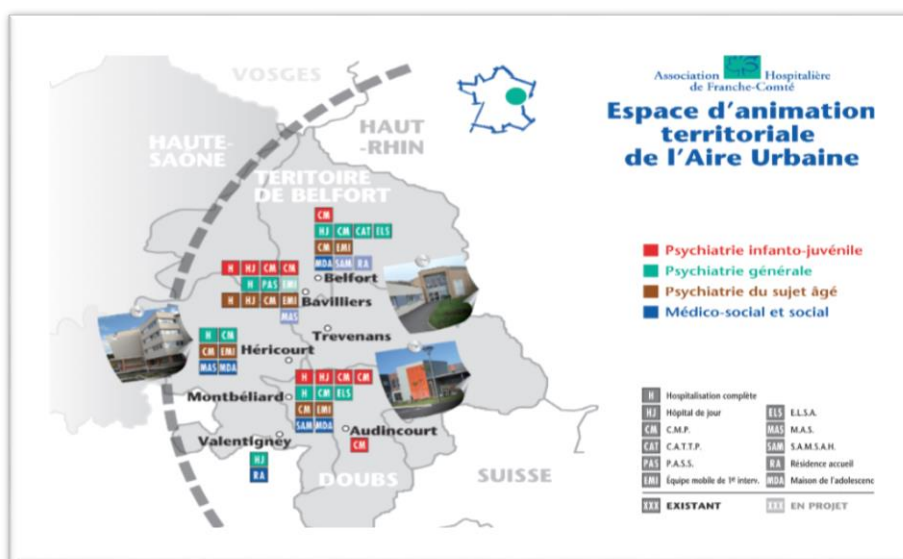 VOSGES
HAUTE-
SAÔNE
HAUT
-RHIN
TERITOIRE
DE BELFORT
CM
HJ CM CAT ELS
CM EMI
MDA SAM RA
Belfort
H HJ CM CM
H PAS EMI
H HJ CM EMI
MAS
Bavilliers
Trevenans
H CM
CM EMI
MAS MDA
Héricourt
H HJ CM CM
H CM ELS
CM EMI
SAM MDA
Montbéliard
Audincourt
CM
Valentigney
HJ
RA
DOUBS
SUISSE
Association Hospitalière
de Franche-Comté
Espace d'animation
territoriale
de l'Aire Urbaine
Psychiatrie infanto-juvénile
Psychiatrie générale
Psychiatrie du sujet âgé
Médico-social et social
H Hospitalisation complète
HJ Hôpital de jour
CM C.M.P.
CAT C.A.T.T.P.
PAS P.A.S.S.
EMI Équipe mobile de 1er interv.
ELS E.L.S.A.
MAS M.A.S.
SAM S.A.M.S.A.H.
RA Résidence accueil
MDA Maison de l'adolescenc
XXX EXISTANT
XXX EN PROJET